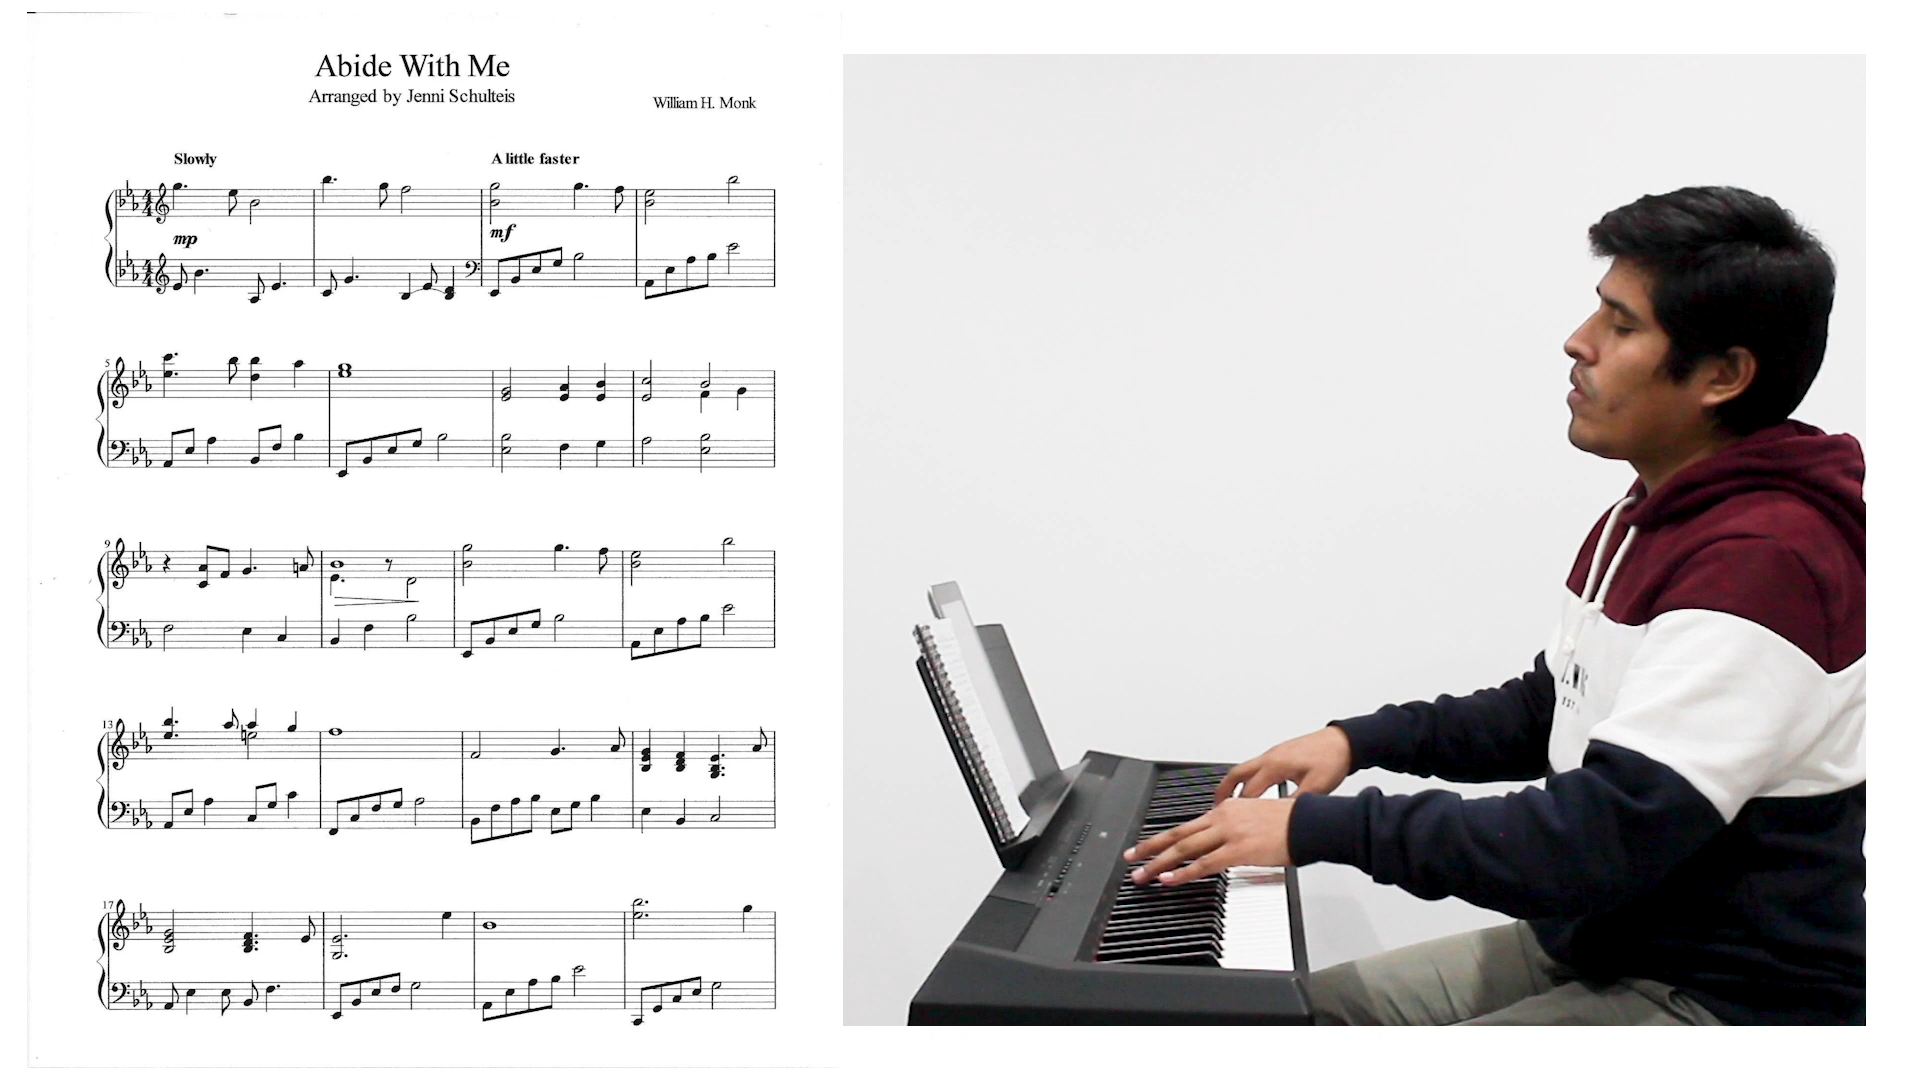 Abide With Me
Arranged by Jenni Schulteis
William H. Monk
Slowly
A little faster
mp
mf
5
9
13
17